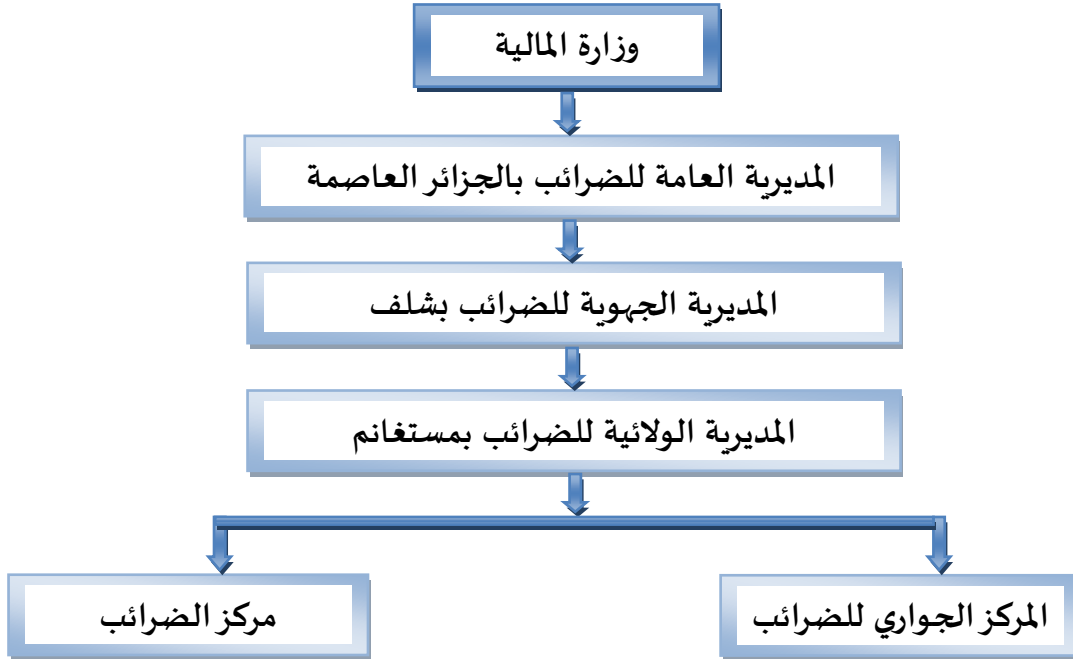 وزارة المالية
المديرية العامة للضرائب بالجزائر العاصمة
المديرية الجهوية للضرائب بشلف
المديرية الولائية للضرائب بمستغانم
المركز الجواري للضرائب
مركز الضرائب